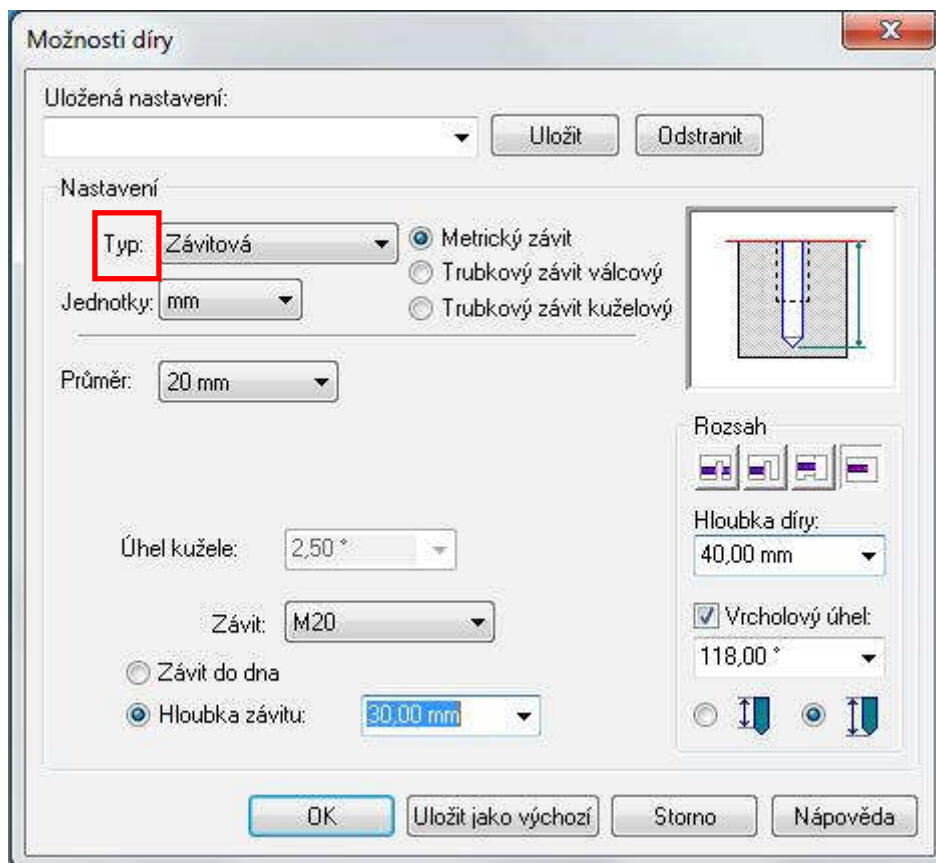 Možnosti díry
Uložená nastavení:
Uložit
Odstranit
Nastavení
Typ: Závitová
Metrický závit
Trubkový závit válcový
Jednotky: mm
Trubkový závit kuželový
Průměr: 20 mm
Rozsah
Hloubka díry:
Úhel kužele: 2,50 °
40,00 mm
Závit: M20
Vrcholový úhel:
118,00 °
Závit do dna
Hloubka závitu: 30,00 mm
OK
Uložit jako výchozí
Storno
Nápověda